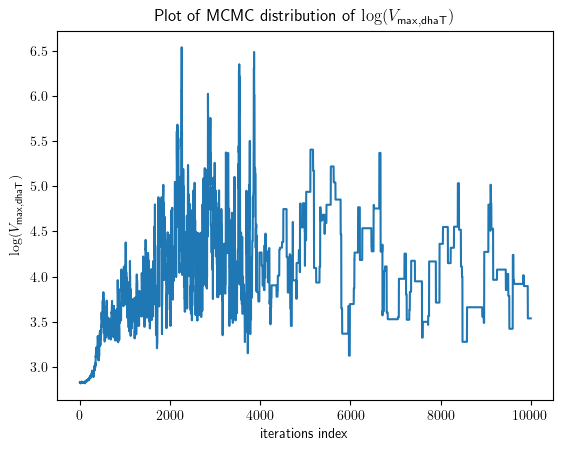 Plot of MCMC distribution of log(V_max,dhaT)
log(V_max,dhaT)
6.5
6.0
5.5
5.0
4.5
4.0
3.5
3.0
0 2000 4000 6000 8000 10000
iterations index